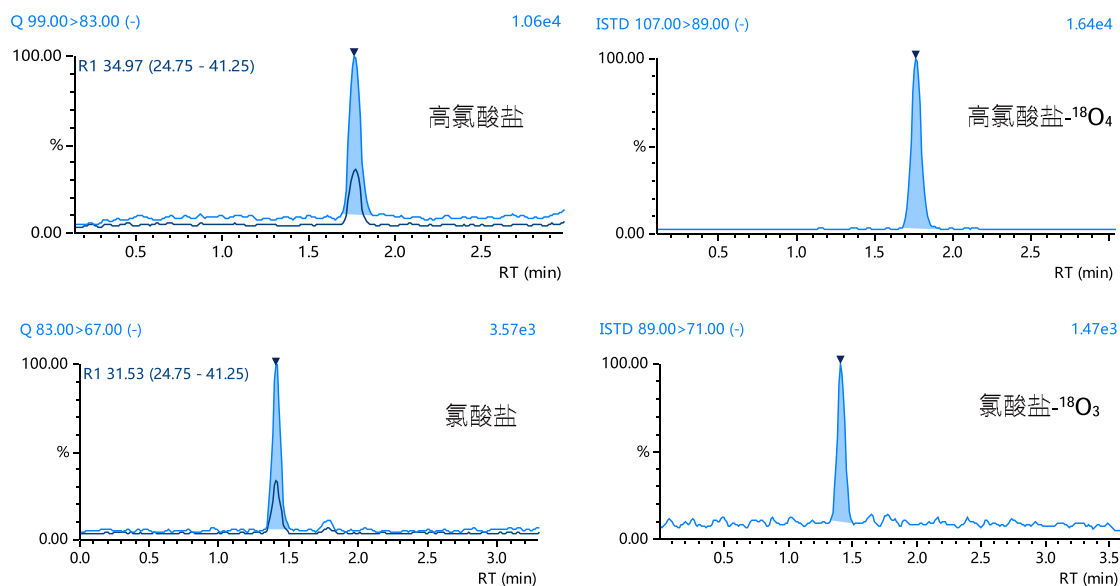 Q 99.00>83.00 (-) 1.06e4
100.00
R1 34.97 (24.75 - 41.25)
高氯酸盐
%
0.00
0.5 1.0 1.5 2.0 2.5
RT (min)
ISTD 107.00>89.00 (-) 1.64e4
100.00
高氯酸盐-¹⁸O₄
%
0.00
0.5 1.0 1.5 2.0 2.5 3.0
RT (min)
Q 83.00>67.00 (-) 3.57e3
100.00
R1 31.53 (24.75 - 41.25)
氯酸盐
%
0.00
0.0 0.5 1.0 1.5 2.0 2.5 3.0
RT (min)
ISTD 89.00>71.00 (-) 1.47e3
100.00
氯酸盐-¹⁸O₃
%
0.00
0.5 1.0 1.5 2.0 2.5 3.0 3.5
RT (min)